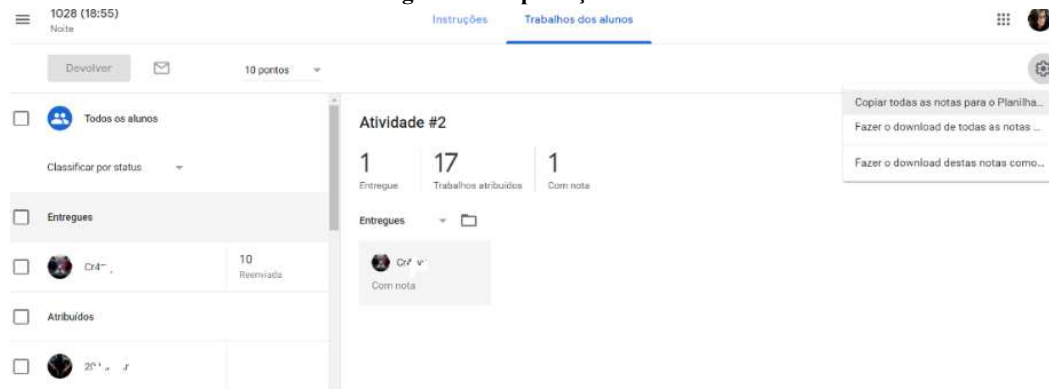 1028 (18:55)
Noite
Instruções
Trabalhos dos alunos
Devolver
10 pontos
Copiar todas as notas para o Planilha...
Fazer o download de todas as notas ...
Fazer o download destas notas como...
Todos os alunos
Classificar por status
Entregues
Cr4
10
Reenviada
Atribuídos
Atividade #2
1
Entregue
17
Trabalhos atribuídos
1
Com nota
Entregues
Com nota